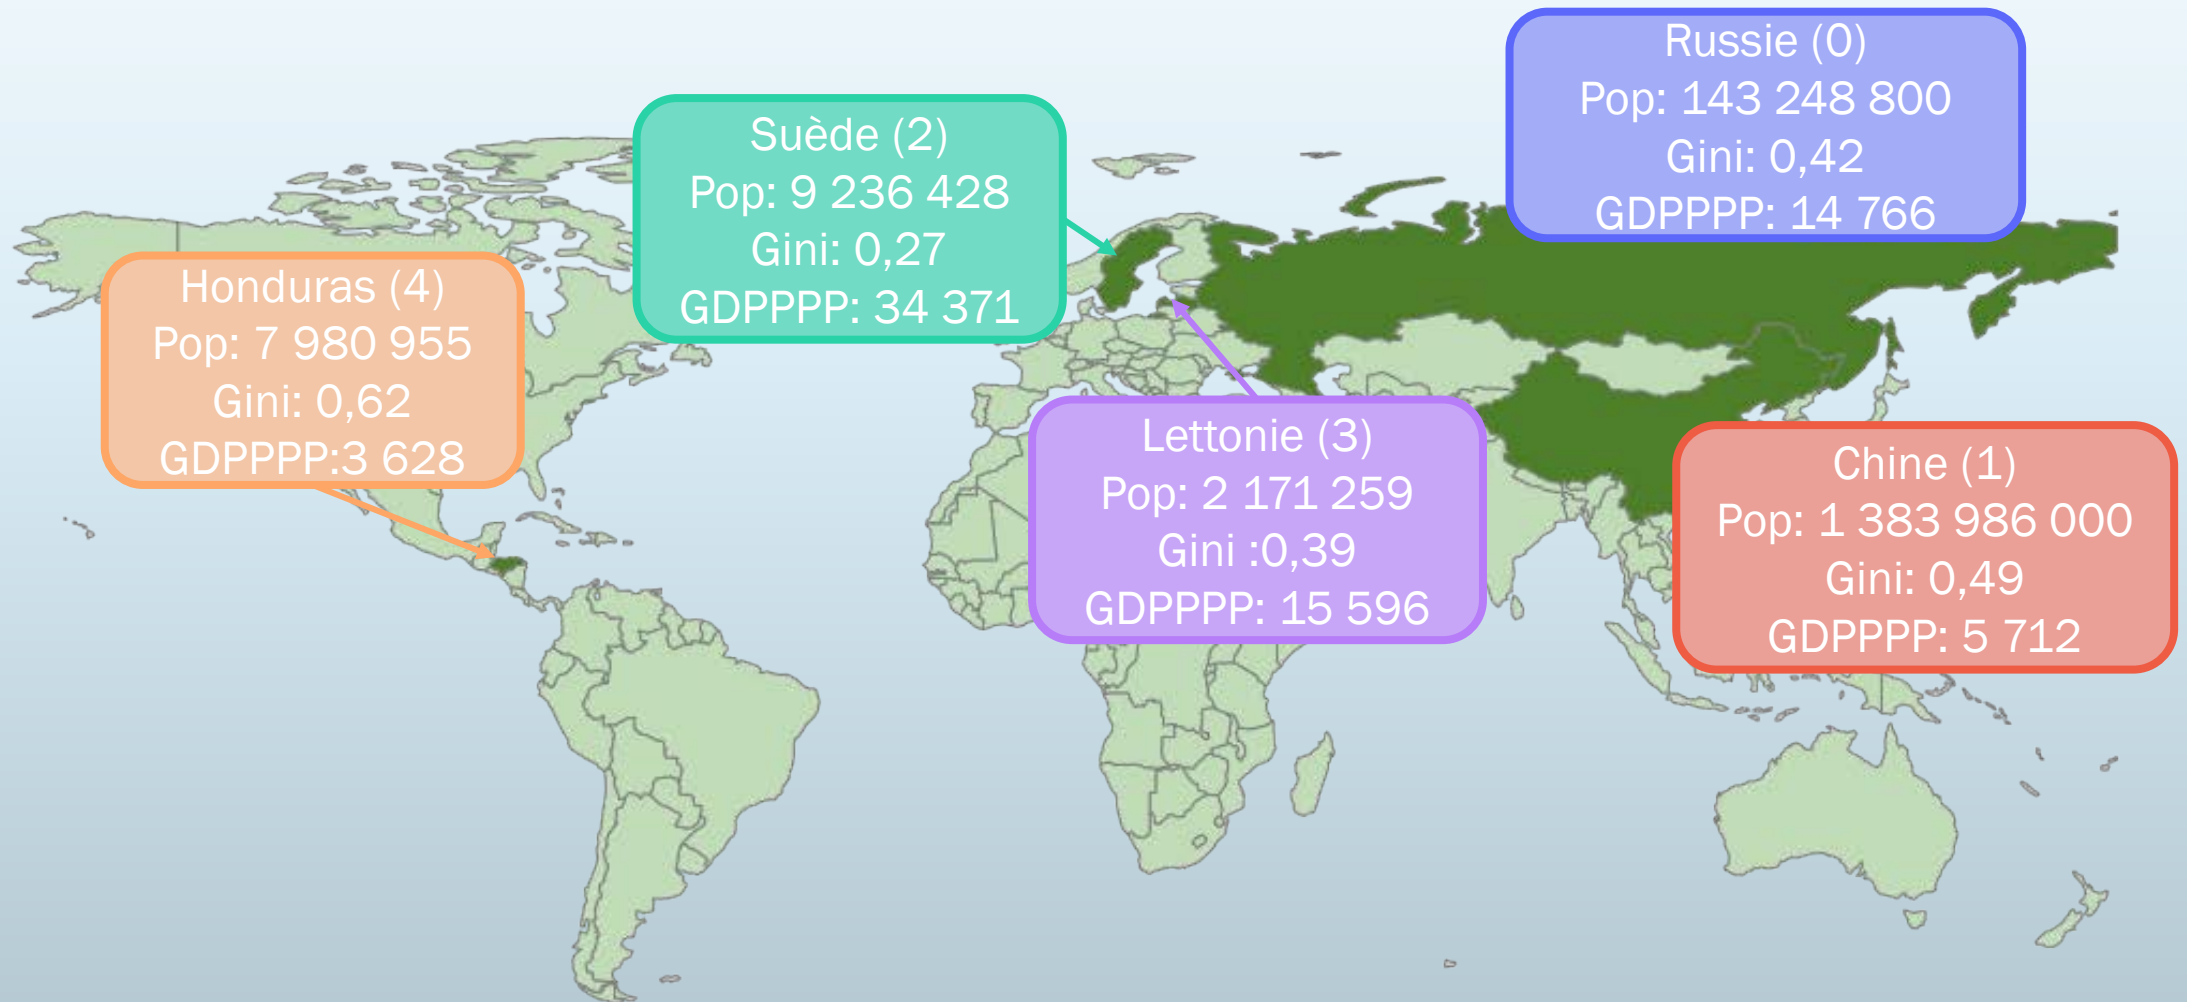 Russie (0)
Pop: 143 248 800
Gini: 0,42
GDPPPP: 14 766
Suède (2)
Pop: 9 236 428
Gini: 0,27
GDPPPP: 34 371
Honduras (4)
Pop: 7 980 955
Gini: 0,62
GDPPPP:3 628
Lettonie (3)
Pop: 2 171 259
Gini :0,39
GDPPPP: 15 596
Chine (1)
Pop: 1 383 986 000
Gini: 0,49
GDPPPP: 5 712